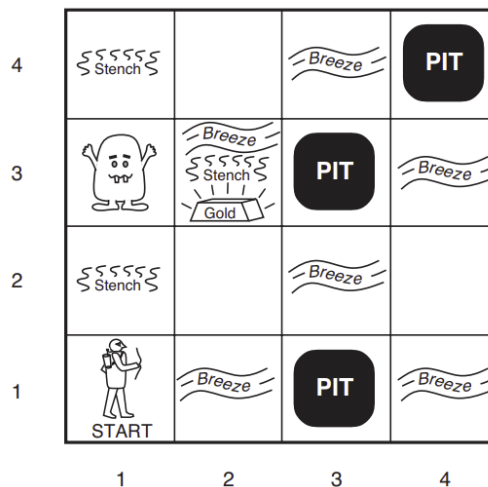 4
Stench
Breeze
PIT
3
Breeze
Stench
Gold
PIT
Breeze
2
Stench
Breeze
1
START
Breeze
PIT
Breeze
1
2
3
4